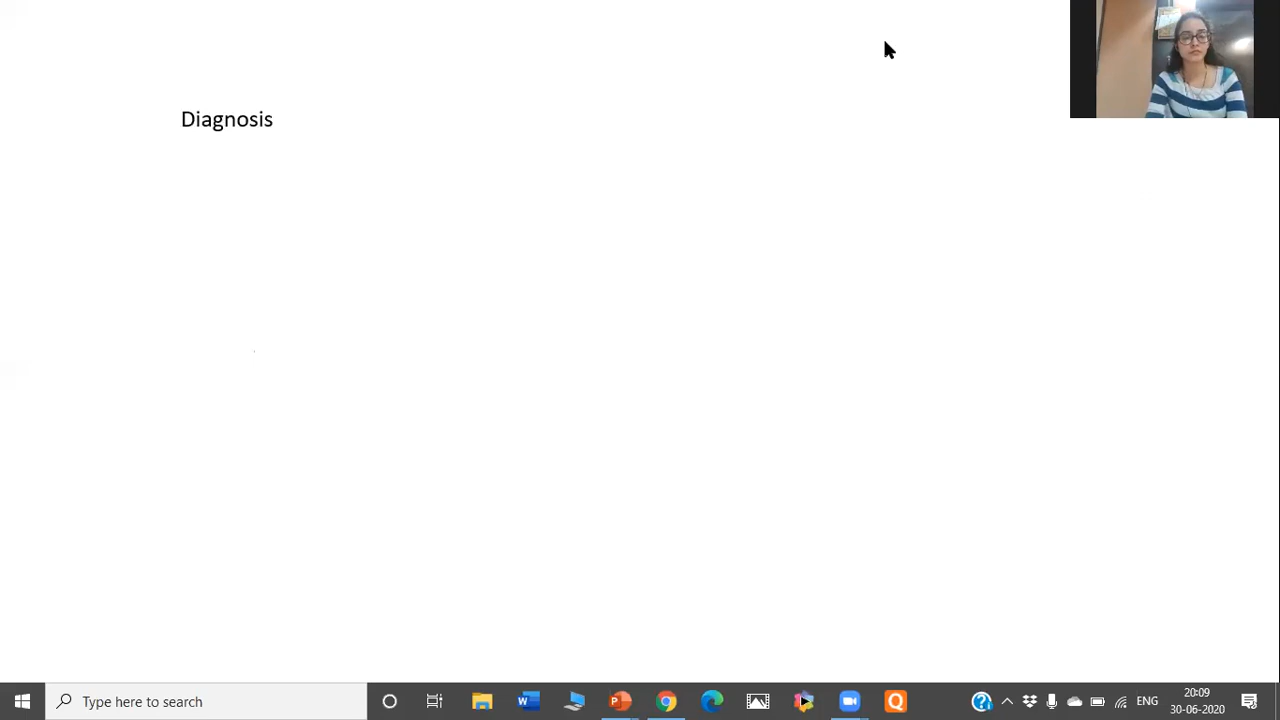 Diagnosis
Type here to search
ENG
20:09
30-06-2020